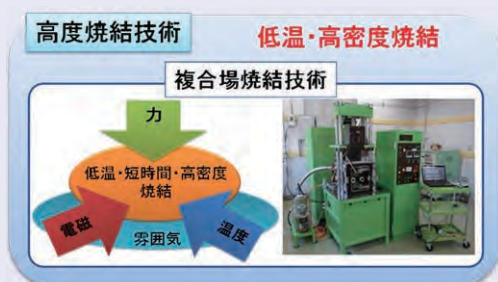 高度焼結技術
低温・高密度焼結
複合場焼結技術
力
低温・短時間・高密度
焼結
電磁
雰囲気
温度